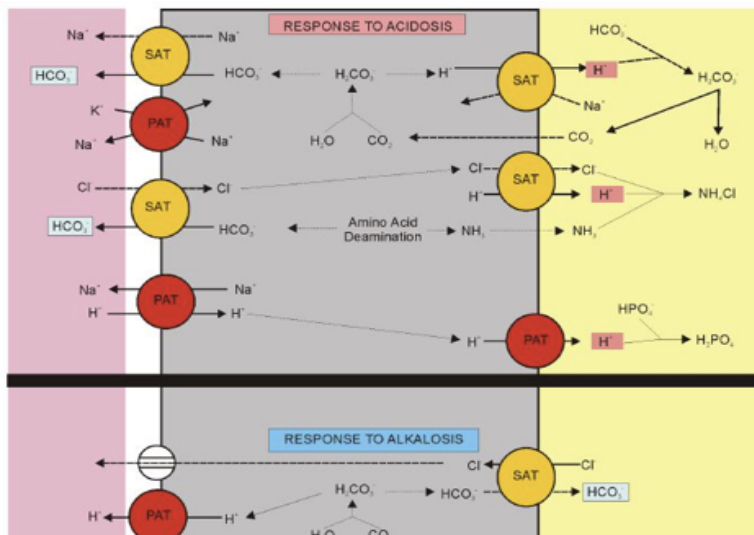 RESPONSE TO ACIDOSIS
Na⁺ SAT Na⁺
HCO₃⁻ HCO₃⁻ H₂CO₃ H⁺ SAT H⁺ HCO₃⁻ H₂CO₃
K⁺ PAT Na⁺
Na⁺ Na⁺ H₂O CO₂ CO₂ H₂O
Cl⁻ SAT Cl⁻ Cl⁻ SAT Cl⁻
H⁺ H⁺ NH₄Cl
HCO₃⁻ HCO₃⁻ Amino Acid
Deamination NH₃ NH₃
Na⁺ PAT Na⁺
H⁺ H⁺ HPO₄⁻
H⁺ PAT H⁺ H₂PO₄
RESPONSE TO ALKALOSIS
Cl⁻ SAT Cl⁻
H₂CO₃ HCO₃⁻ HCO₃⁻
H⁺ PAT H⁺